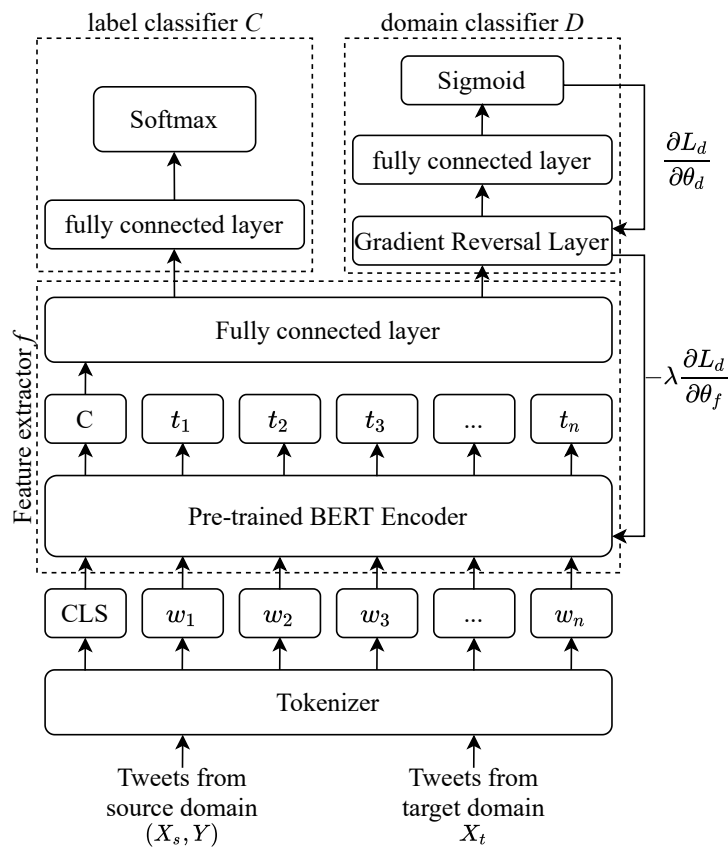 label classifier C
domain classifier D
Softmax
Sigmoid
fully connected layer
fully connected layer
Gradient Reversal Layer
∂L_d
∂θ_d
Feature extractor f
Fully connected layer
−λ ∂L_d
∂θ_f
C t_1 t_2 t_3 ... t_n
Pre-trained BERT Encoder
CLS w_1 w_2 w_3 ... w_n
Tokenizer
Tweets from
source domain
(X_s, Y)
Tweets from
target domain
X_t